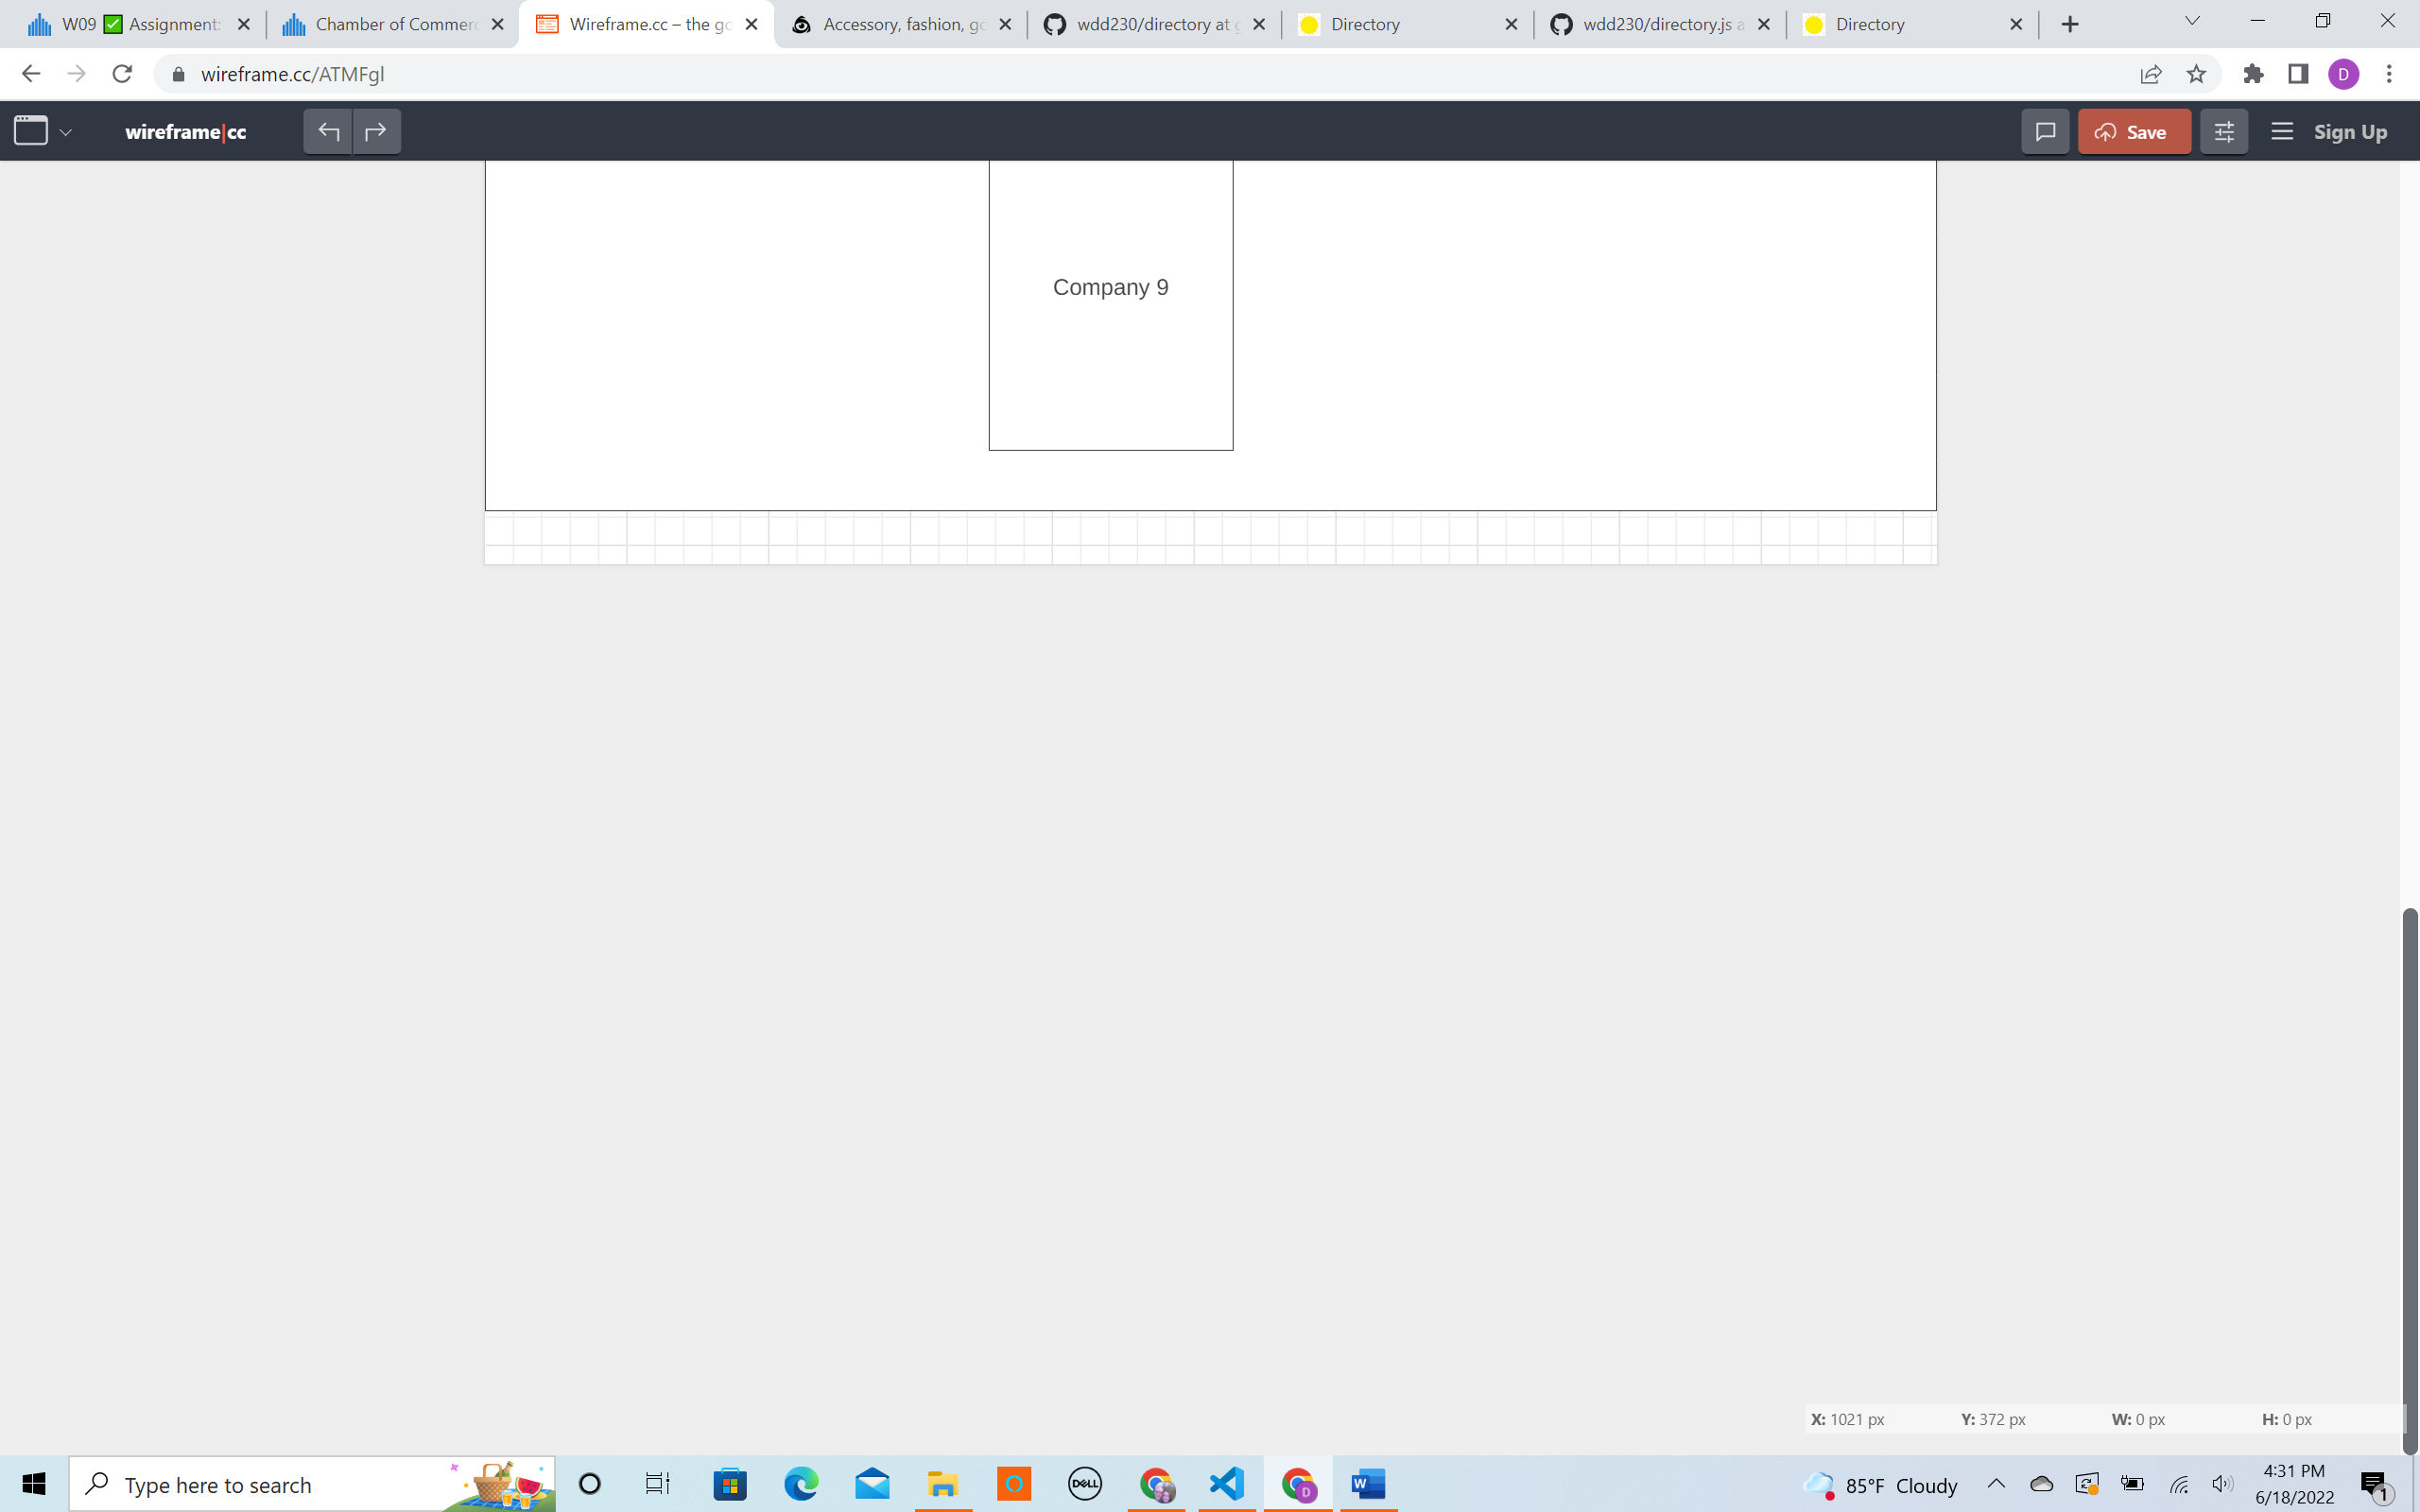 W09 ✅ Assignment:
Chamber of Commerc
Wireframe.cc – the go
Accessory, fashion, go
wdd230/directory at g
Directory
wdd230/directory.js a
Directory
wireframe.cc/ATMFgl
D
wireframe|cc
Save
Sign Up
Company 9
X: 1021 px Y: 372 px W: 0 px H: 0 px
Type here to search
DELL
D
W
85°F Cloudy
4:31 PM
6/18/2022
1